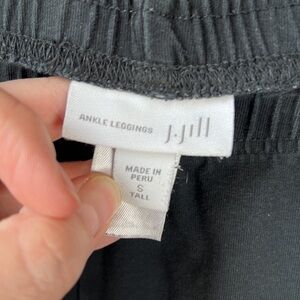 ANKLE LEGGINGS J.Jill
MADE IN
PERU
S
TALL